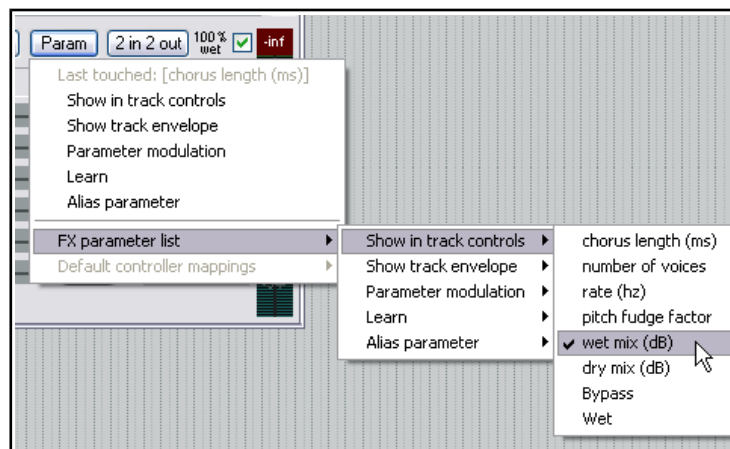 Param
2 in 2 out
100 %
wet
-inf
Last touched: [chorus length (ms)]
Show in track controls
Show track envelope
Parameter modulation
Learn
Alias parameter
FX parameter list
Default controller mappings
Show in track controls
Show track envelope
Parameter modulation
Learn
Alias parameter
chorus length (ms)
number of voices
rate (hz)
pitch fudge factor
wet mix (dB)
dry mix (dB)
Bypass
Wet